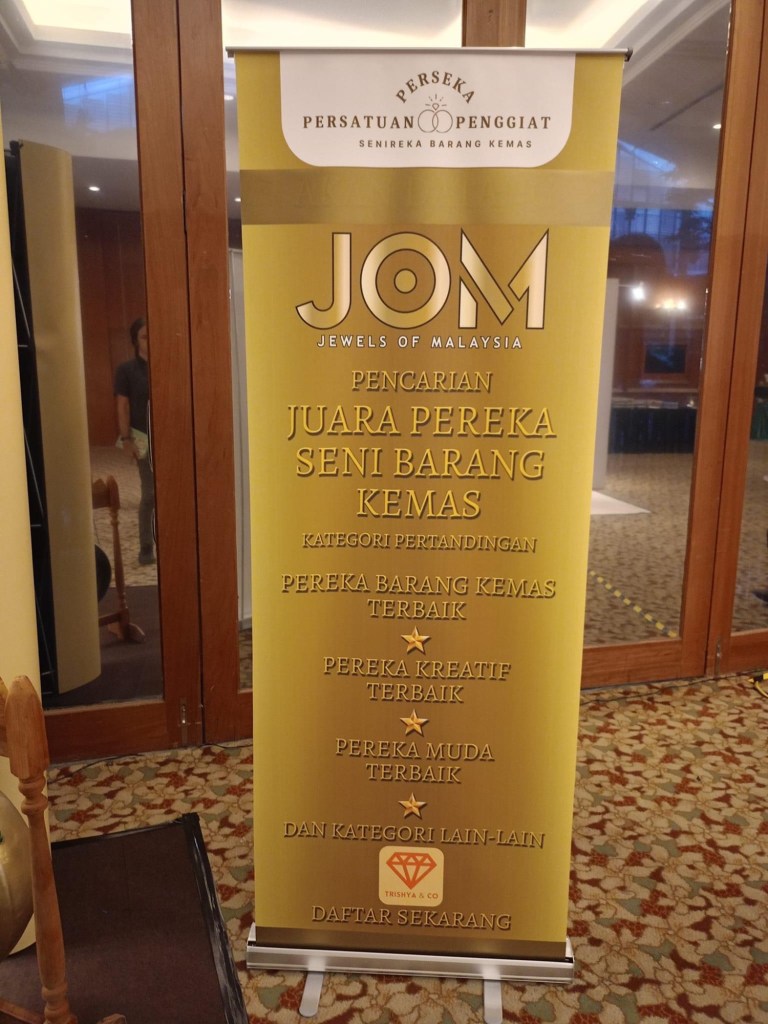 PERSEKA
PERSATUAN PENGGIAT
SENIREKA BARANG KEMAS
JOM
JEWELS OF MALAYSIA
PENCARIAN
JUARA PEREKA
SENI BARANG
KEMAS
KATEGORI PERTANDINGAN
PEREKA BARANG KEMAS
TERBAIK
PEREKA KREATIF
TERBAIK
PEREKA MUDA
TERBAIK
DAN KATEGORI LAIN-LAIN
TRISHYA & CO
DAFTAR SEKARANG